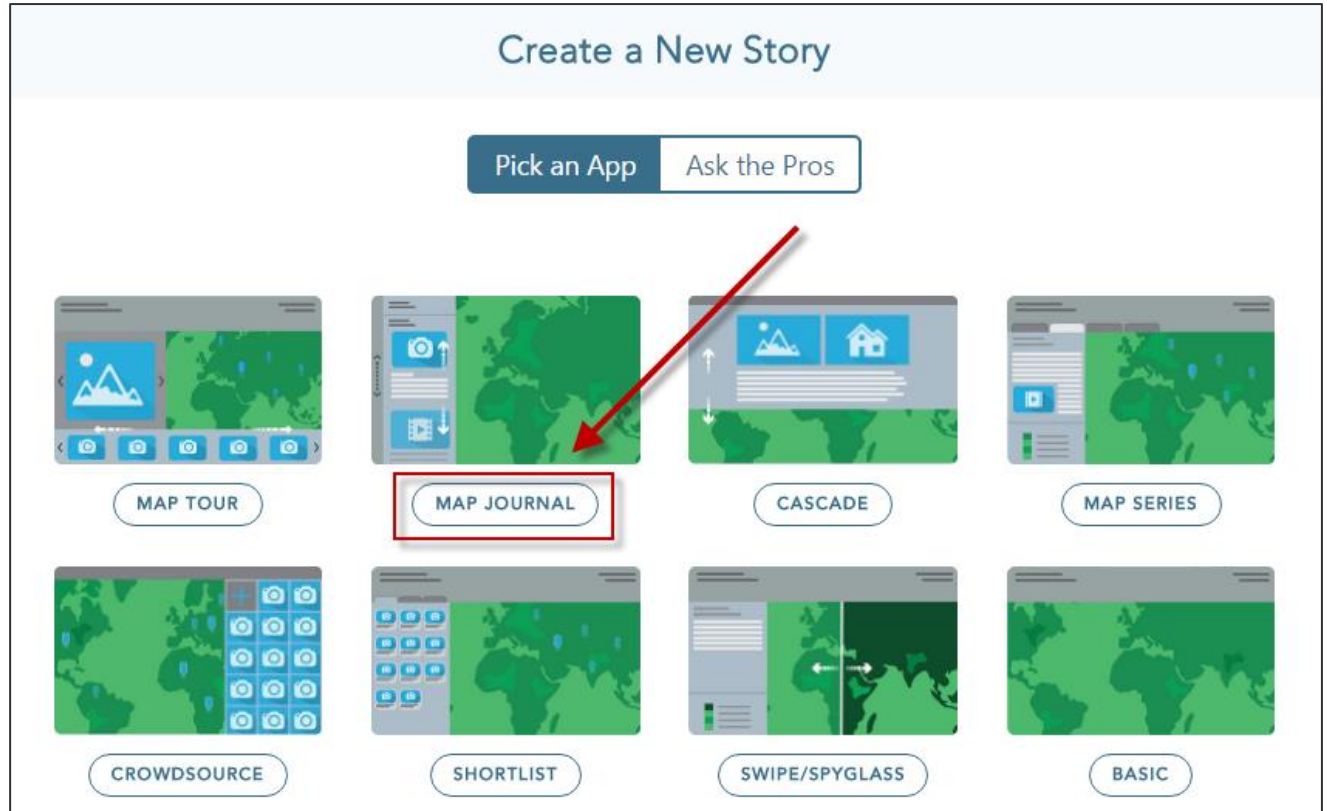 Create a New Story
Pick an App
Ask the Pros
MAP TOUR
MAP JOURNAL
CASCADE
MAP SERIES
CROWDSOURCE
SHORTLIST
SWIPE/SPYGLASS
BASIC